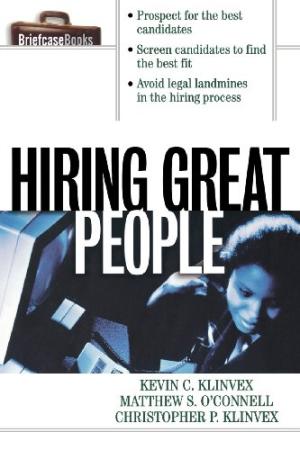 BriefcaseBooks
• Prospect for the best
candidates
• Screen candidates to find
the best fit
• Avoid legal landmines
in the hiring process
HIRING GREAT
PEOPLE
KEVIN C. KLINVEX
MATTHEW S. O'CONNELL
CHRISTOPHER P. KLINVEX